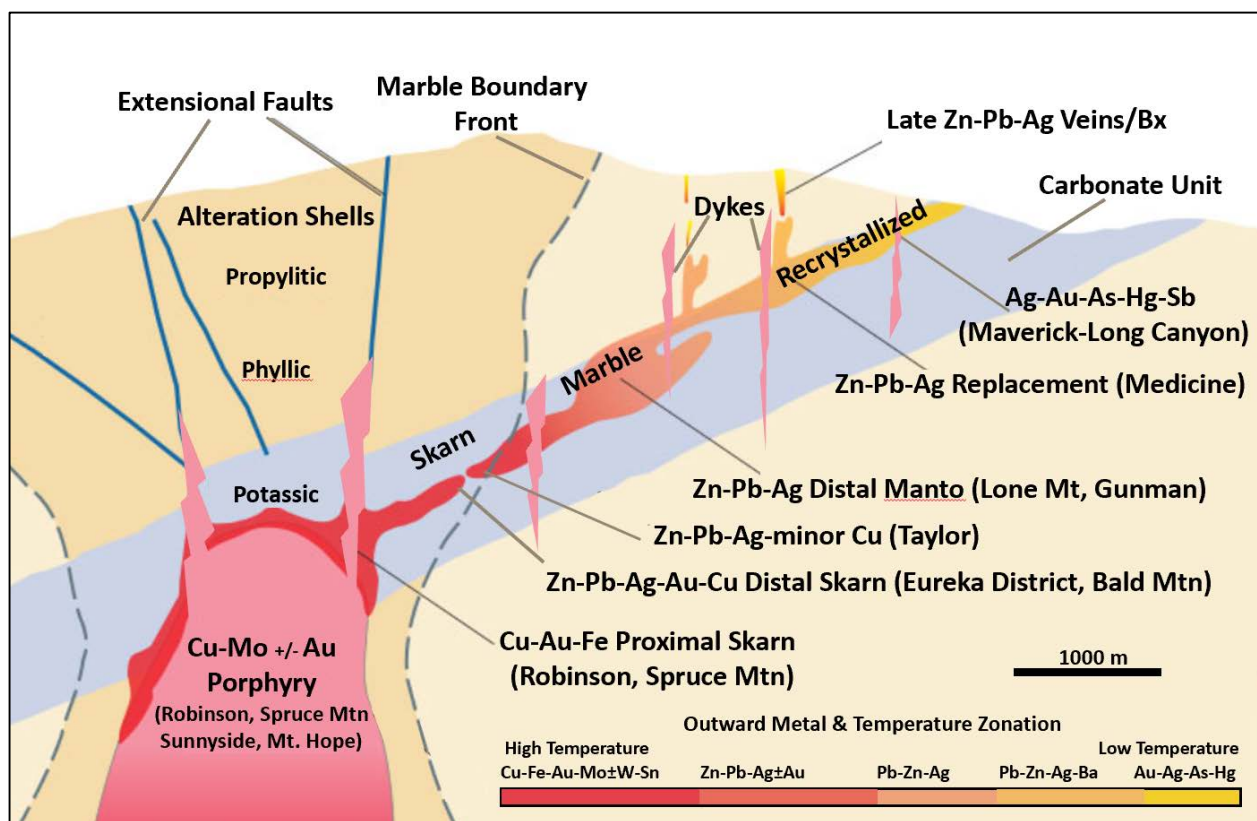 Extensional Faults
Marble Boundary
Front
Late Zn-Pb-Ag Veins/Bx
Carbonate Unit
Alteration Shells
Dykes
Propylitic
Recrystallized
Ag-Au-As-Hg-Sb
(Maverick-Long Canyon)
Phyllic
Marble
Zn-Pb-Ag Replacement (Medicine)
Skarn
Potassic
Zn-Pb-Ag Distal Manto (Lone Mt, Gunman)
Zn-Pb-Ag-minor Cu (Taylor)
Zn-Pb-Ag-Au-Cu Distal Skarn (Eureka District, Bald Mtn)
Cu-Mo +/- Au
Porphyry
(Robinson, Spruce Mtn
Sunnyside, Mt. Hope)
Cu-Au-Fe Proximal Skarn
(Robinson, Spruce Mtn)
1000 m
Outward Metal & Temperature Zonation
High Temperature
Low Temperature
Cu-Fe-Au-Mo±W-Sn
Zn-Pb-Ag±Au
Pb-Zn-Ag
Pb-Zn-Ag-Ba
Au-Ag-As-Hg